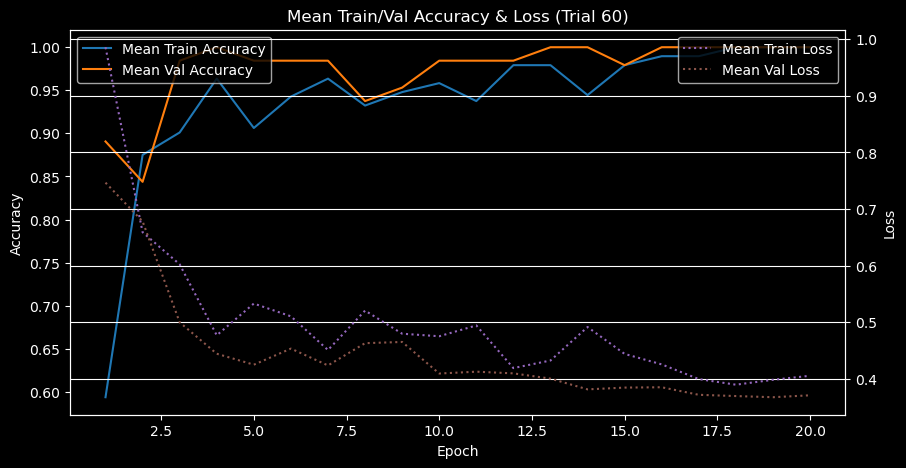 Mean Train/Val Accuracy & Loss (Trial 60)
Mean Train Accuracy
Mean Val Accuracy
Mean Train Loss
Mean Val Loss
1.00
0.95
0.90
0.85
0.80
0.75
0.70
0.65
0.60
Accuracy
1.0
0.9
0.8
0.7
0.6
0.5
0.4
Loss
2.5 5.0 7.5 10.0 12.5 15.0 17.5 20.0
Epoch